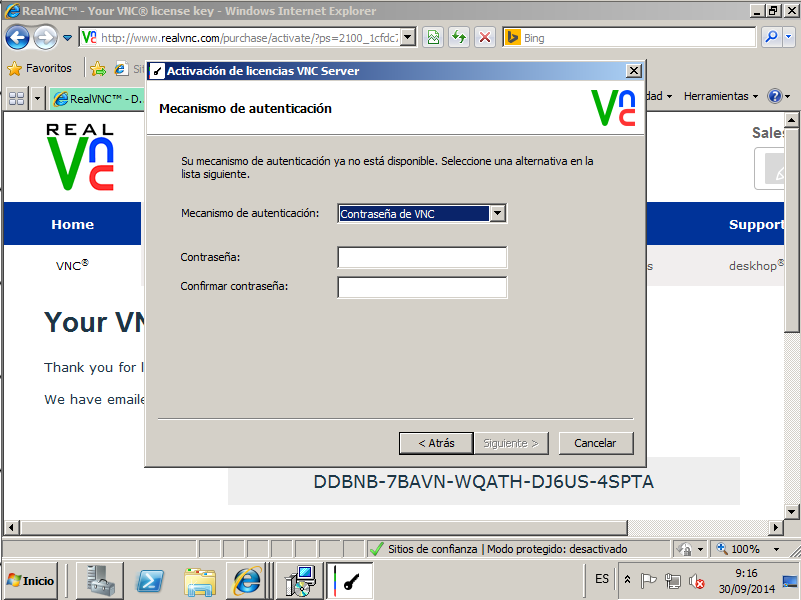 RealVNC™ - Your VNC® license key - Windows Internet Explorer
http://www.realvnc.com/purchase/activate/?ps=2100_1cfdc7
Bing
Favoritos
RealVNC™ - D...
Herramientas
Activación de licencias VNC Server
Mecanismo de autenticación
VNC
Su mecanismo de autenticación ya no está disponible. Seleccione una alternativa en la
lista siguiente.
Mecanismo de autenticación:
Contraseña de VNC
Contraseña:
Confirmar contraseña:
< Atrás
Siguiente >
Cancelar
REAL
VNC
Home
Support
VNC®
deskhop®
Your VN
Thank you for l
We have emaile
DDBNB-7BAVN-WQATH-DJ6US-4SPTA
Sitios de confianza | Modo protegido: desactivado
100%
Inicio
ES
9:16
30/09/2014